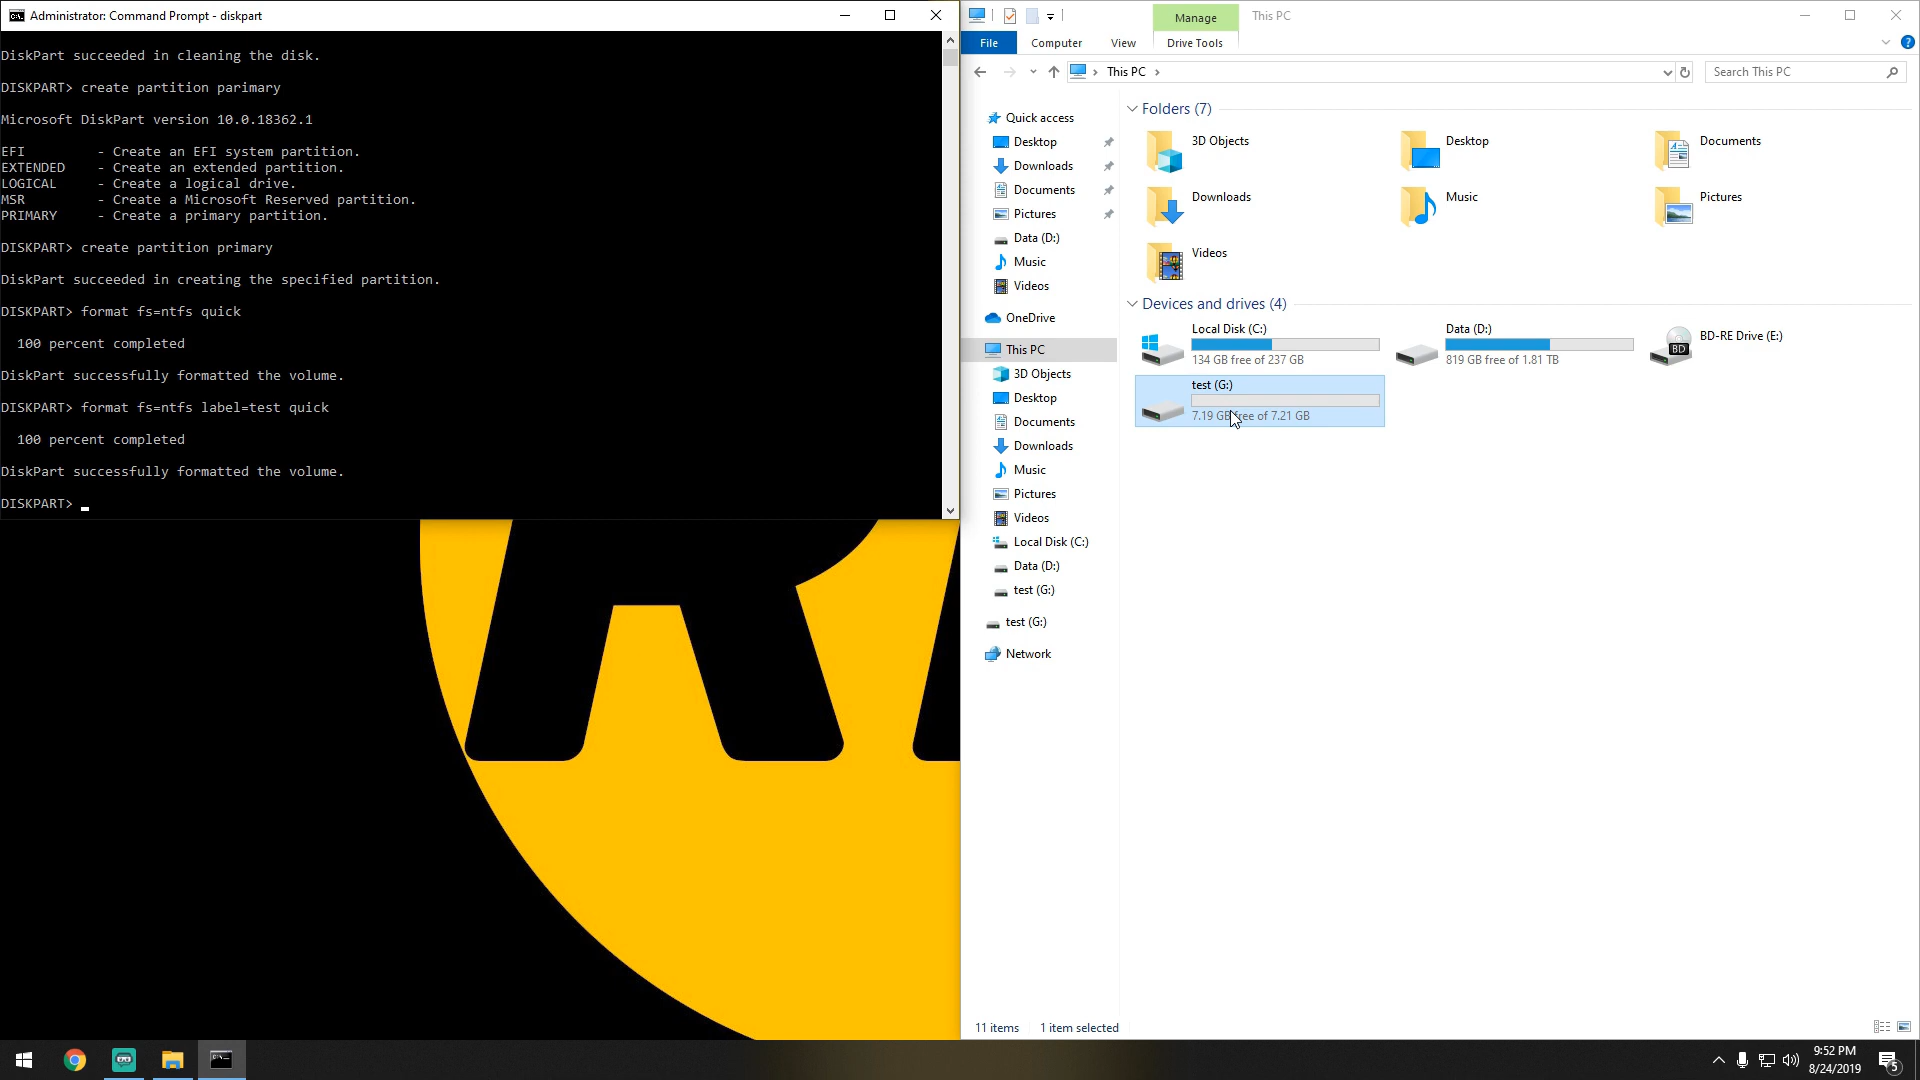 Administrator: Command Prompt - diskpart
DiskPart succeeded in cleaning the disk.
DISKPART> create partition parimary
Microsoft DiskPart version 10.0.18362.1
EFI - Create an EFI system partition.
EXTENDED - Create an extended partition.
LOGICAL - Create a logical drive.
MSR - Create a Microsoft Reserved partition.
PRIMARY - Create a primary partition.
DISKPART> create partition primary
DiskPart succeeded in creating the specified partition.
DISKPART> format fs=ntfs quick
100 percent completed
DiskPart successfully formatted the volume.
DISKPART> format fs=ntfs label=test quick
100 percent completed
DiskPart successfully formatted the volume.
DISKPART>
Manage This PC
File Computer View Drive Tools
This PC
Search This PC
Quick access
Desktop
Downloads
Documents
Pictures
Data (D:)
Music
Videos
OneDrive
This PC
3D Objects
Desktop
Documents
Downloads
Music
Pictures
Videos
Local Disk (C:)
Data (D:)
test (G:)
test (G:)
Network
Folders (7)
3D Objects Desktop Documents
Downloads Music Pictures
Videos
Devices and drives (4)
Local Disk (C:)
134 GB free of 237 GB
Data (D:)
819 GB free of 1.81 TB
BD
BD-RE Drive (E:)
test (G:)
7.19 GB free of 7.21 GB
11 items 1 item selected
9:52 PM
8/24/2019
5